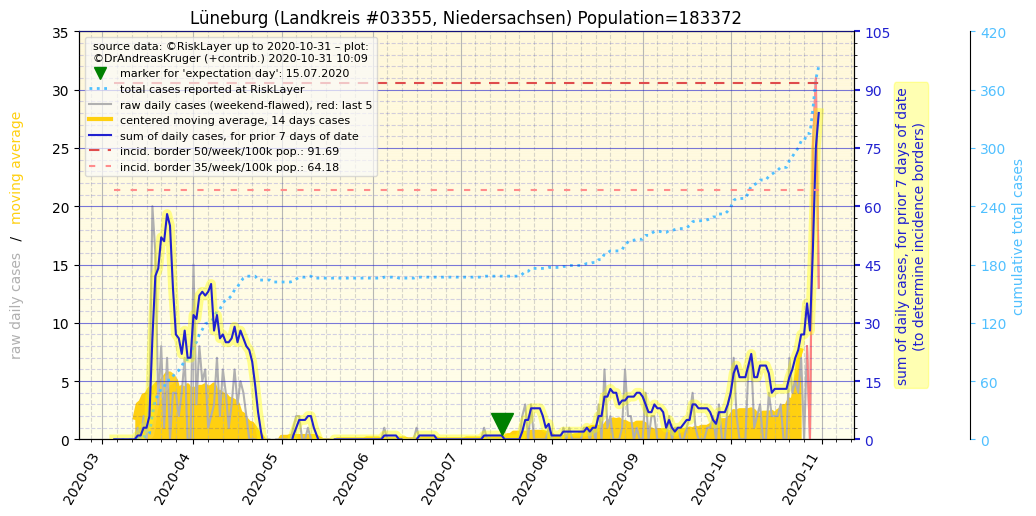 Lüneburg (Landkreis #03355, Niedersachsen) Population=183372
source data: ©RiskLayer up to 2020-10-31 – plot:
©DrAndreasKruger (+contrib.) 2020-10-31 10:09
marker for 'expectation day': 15.07.2020
total cases reported at RiskLayer
raw daily cases (weekend-flawed), red: last 5
centered moving average, 14 days cases
sum of daily cases, for prior 7 days of date
incid. border 50/week/100k pop.: 91.69
incid. border 35/week/100k pop.: 64.18
raw daily cases / moving average
35
30
25
20
15
10
5
0
105
90
75
60
45
30
15
0
sum of daily cases, for prior 7 days of date
(to determine incidence borders)
420
360
300
240
180
120
60
0
cumulative total cases
2020-03
2020-04
2020-05
2020-06
2020-07
2020-08
2020-09
2020-10
2020-11